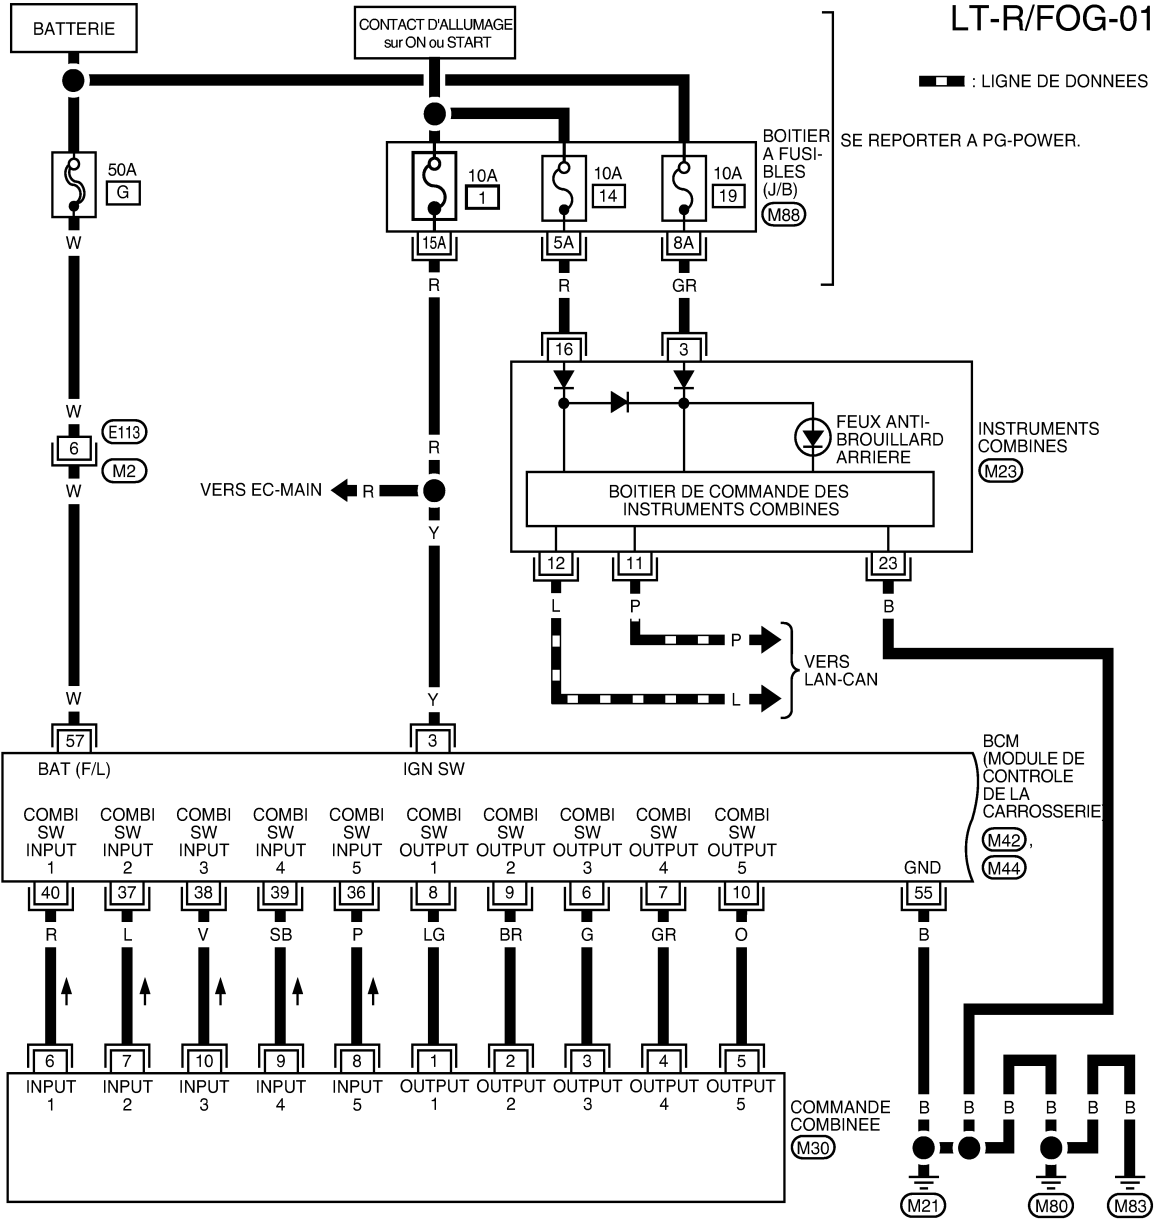 LT-R/FOG-01
BATTERIE
CONTACT D'ALLUMAGE
sur ON ou START
: LIGNE DE DONNEES
SE REPORTER A PG-POWER.
BOITIER
A FUSI-
BLES
(J/B)
M88
50A
G
10A
1
10A
14
10A
19
15A
5A
8A
W
R
R
GR
16
3
W
E113
6
M2
W
R
FEUX ANTI-
BROUILLARD
ARRIERE
INSTRUMENTS
COMBINES
M23
VERS EC-MAIN
R
BOITIER DE COMMANDE DES
INSTRUMENTS COMBINES
Y
12
11
23
L
P
B
P
VERS
LAN-CAN
L
W
Y
57
3
BAT (F/L)
IGN SW
BCM
(MODULE DE
CONTROLE
DE LA
CARROSSERIE)
M42 ,
M44
COMBI COMBI COMBI COMBI COMBI COMBI COMBI COMBI COMBI COMBI
SW SW SW SW SW SW SW SW SW SW
INPUT INPUT INPUT INPUT INPUT OUTPUT OUTPUT OUTPUT OUTPUT OUTPUT
1 2 3 4 5 1 2 3 4 5 GND
40 37 38 39 36 8 9 6 7 10 55
R L V SB P LG BR G GR O B
6 7 10 9 8 1 2 3 4 5
INPUT INPUT INPUT INPUT INPUT OUTPUT OUTPUT OUTPUT OUTPUT OUTPUT
1 2 3 4 5 1 2 3 4 5
COMMANDE
COMBINEE
M30
B B B B B B
M21 M80 M83